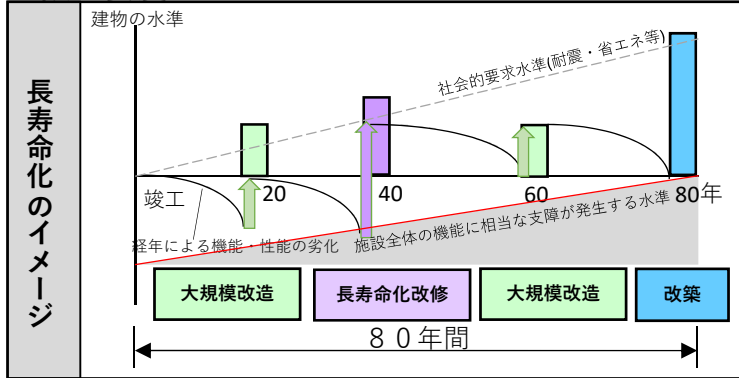 長寿命化のイメージ
建物の水準
社会的要求水準(耐震・省エネ等)
竣工
20
40
60
80年
経年による機能・性能の劣化
施設全体の機能に相当な支障が発生する水準
大規模改造
長寿命化改修
大規模改造
改築
８０年間